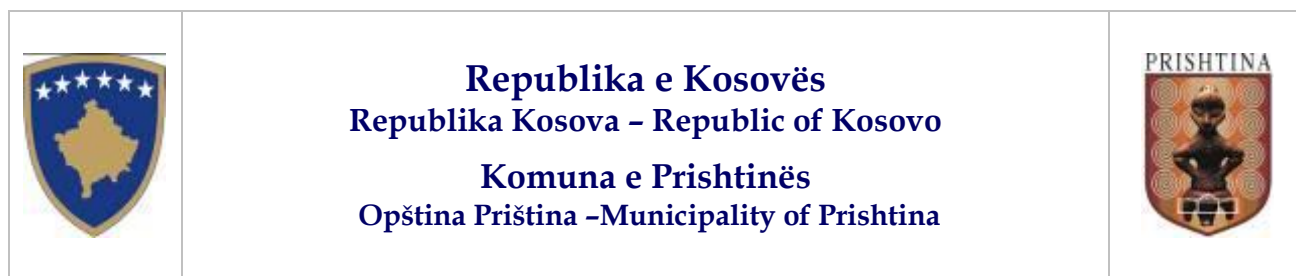 Republika e Kosovës
Republika Kosova – Republic of Kosovo
Komuna e Prishtinës
Opština Priština –Municipality of Prishtina
PRISHTINA